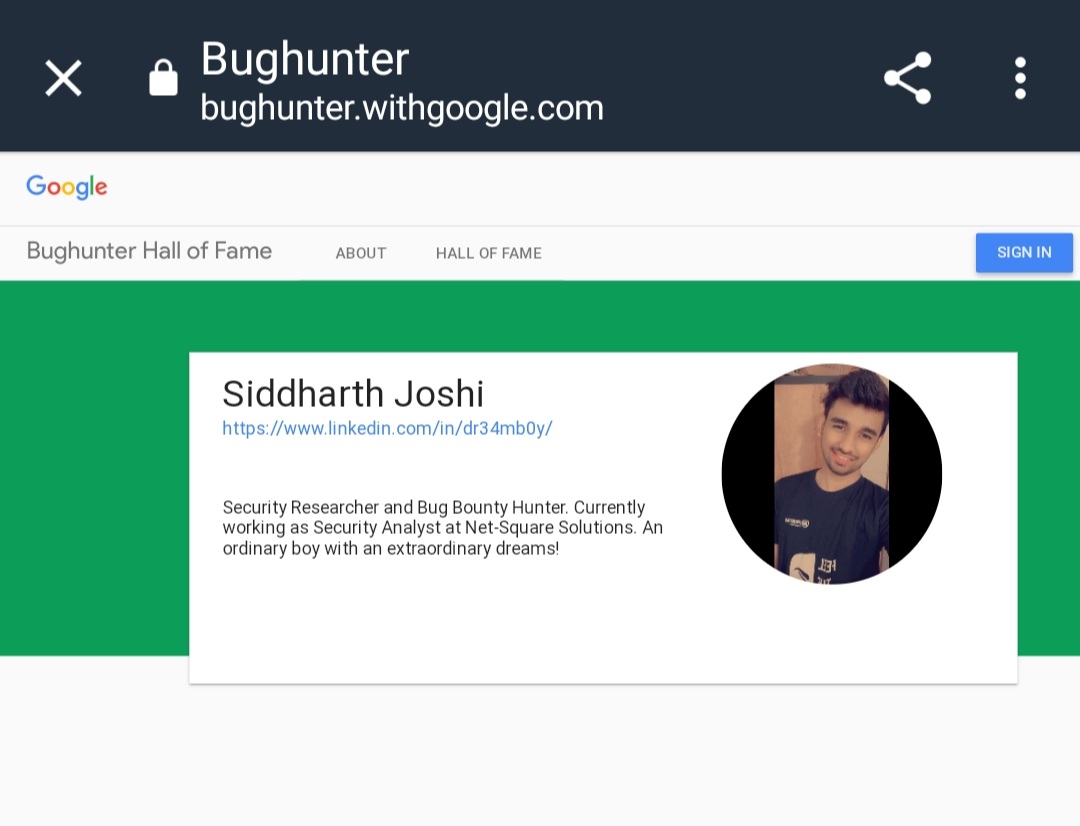 Bughunter
bughunter.withgoogle.com
Google
Bughunter Hall of Fame ABOUT HALL OF FAME SIGN IN
Siddharth Joshi
https://www.linkedin.com/in/dr34mb0y/
Security Researcher and Bug Bounty Hunter. Currently
working as Security Analyst at Net-Square Solutions. An
ordinary boy with an extraordinary dreams!